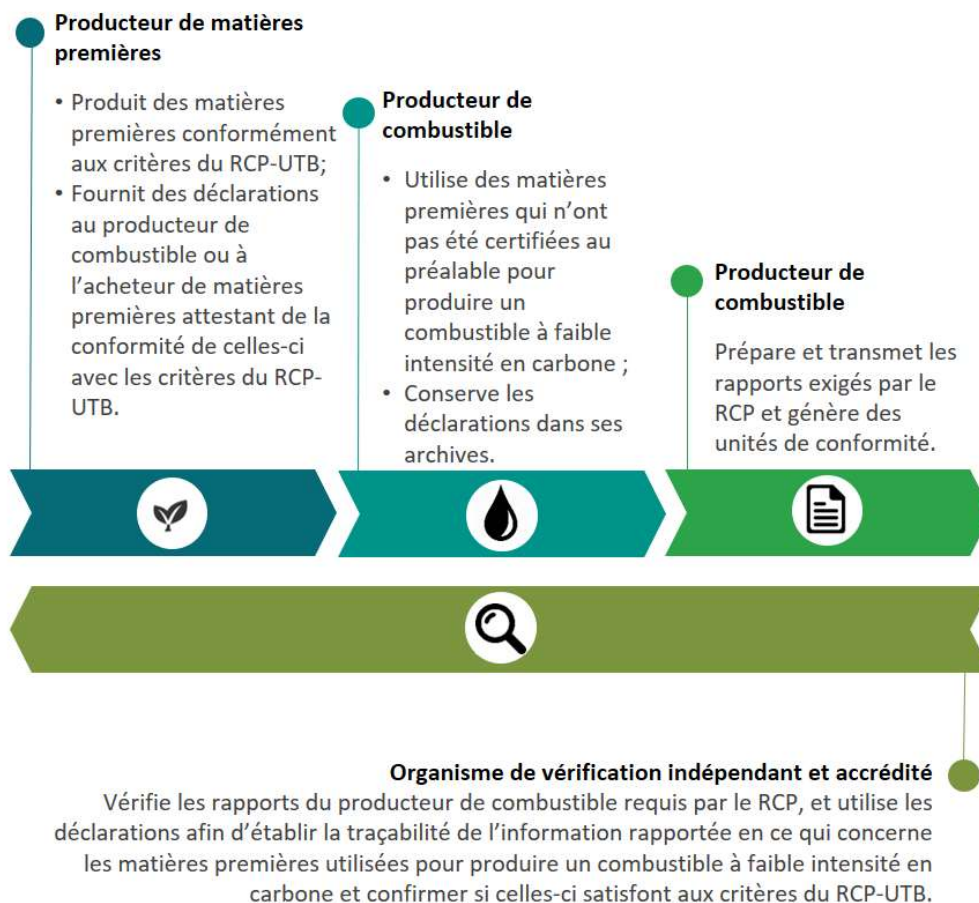 Producteur de matières
premières
• Produit des matières
premières conformément
aux critères du RCP-UTB;
• Fournit des déclarations
au producteur de
combustible ou à
l’acheteur de matières
premières attestant de la
conformité de celles-ci
avec les critères du RCP-
UTB.
Producteur de
combustible
• Utilise des matières
premières qui n’ont
pas été certifiées au
préalable pour
produire un
combustible à faible
intensité en carbone ;
• Conserve les
déclarations dans ses
archives.
Producteur de
combustible
Prépare et transmet les
rapports exigés par le
RCP et génère des
unités de conformité.
Organisme de vérification indépendant et accrédité
Vérifie les rapports du producteur de combustible requis par le RCP, et utilise les
déclarations afin d’établir la traçabilité de l’information rapportée en ce qui concerne
les matières premières utilisées pour produire un combustible à faible intensité en
carbone et confirmer si celles-ci satisfont aux critères du RCP-UTB.